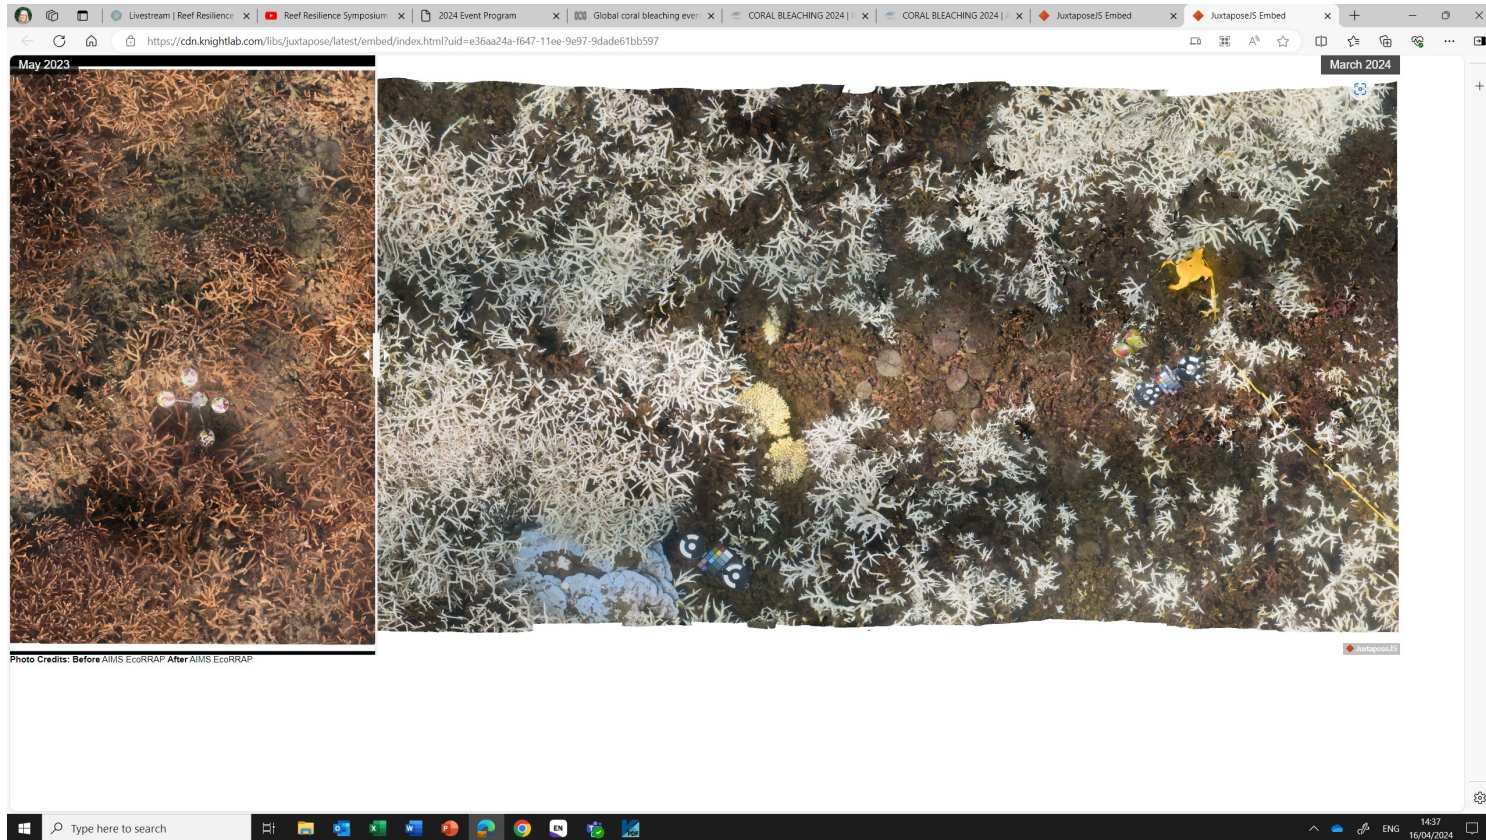 Livestream | Reef Resilience
Reef Resilience Symposium
2024 Event Program
Global coral bleaching even
CORAL BLEACHING 2024 |
CORAL BLEACHING 2024 |
JuxtaposeJS Embed
JuxtaposeJS Embed
https://cdn.knightlab.com/libs/juxtapose/latest/embed/index.html?uid=e36aa24a-f647-11ee-9e97-9dade61bb597
May 2023
March 2024
Photo Credits: Before AIMS EcoRRAP After AIMS EcoRRAP
JuxtaposeJS
Type here to search
EN
ENG
14:37
16/04/2024